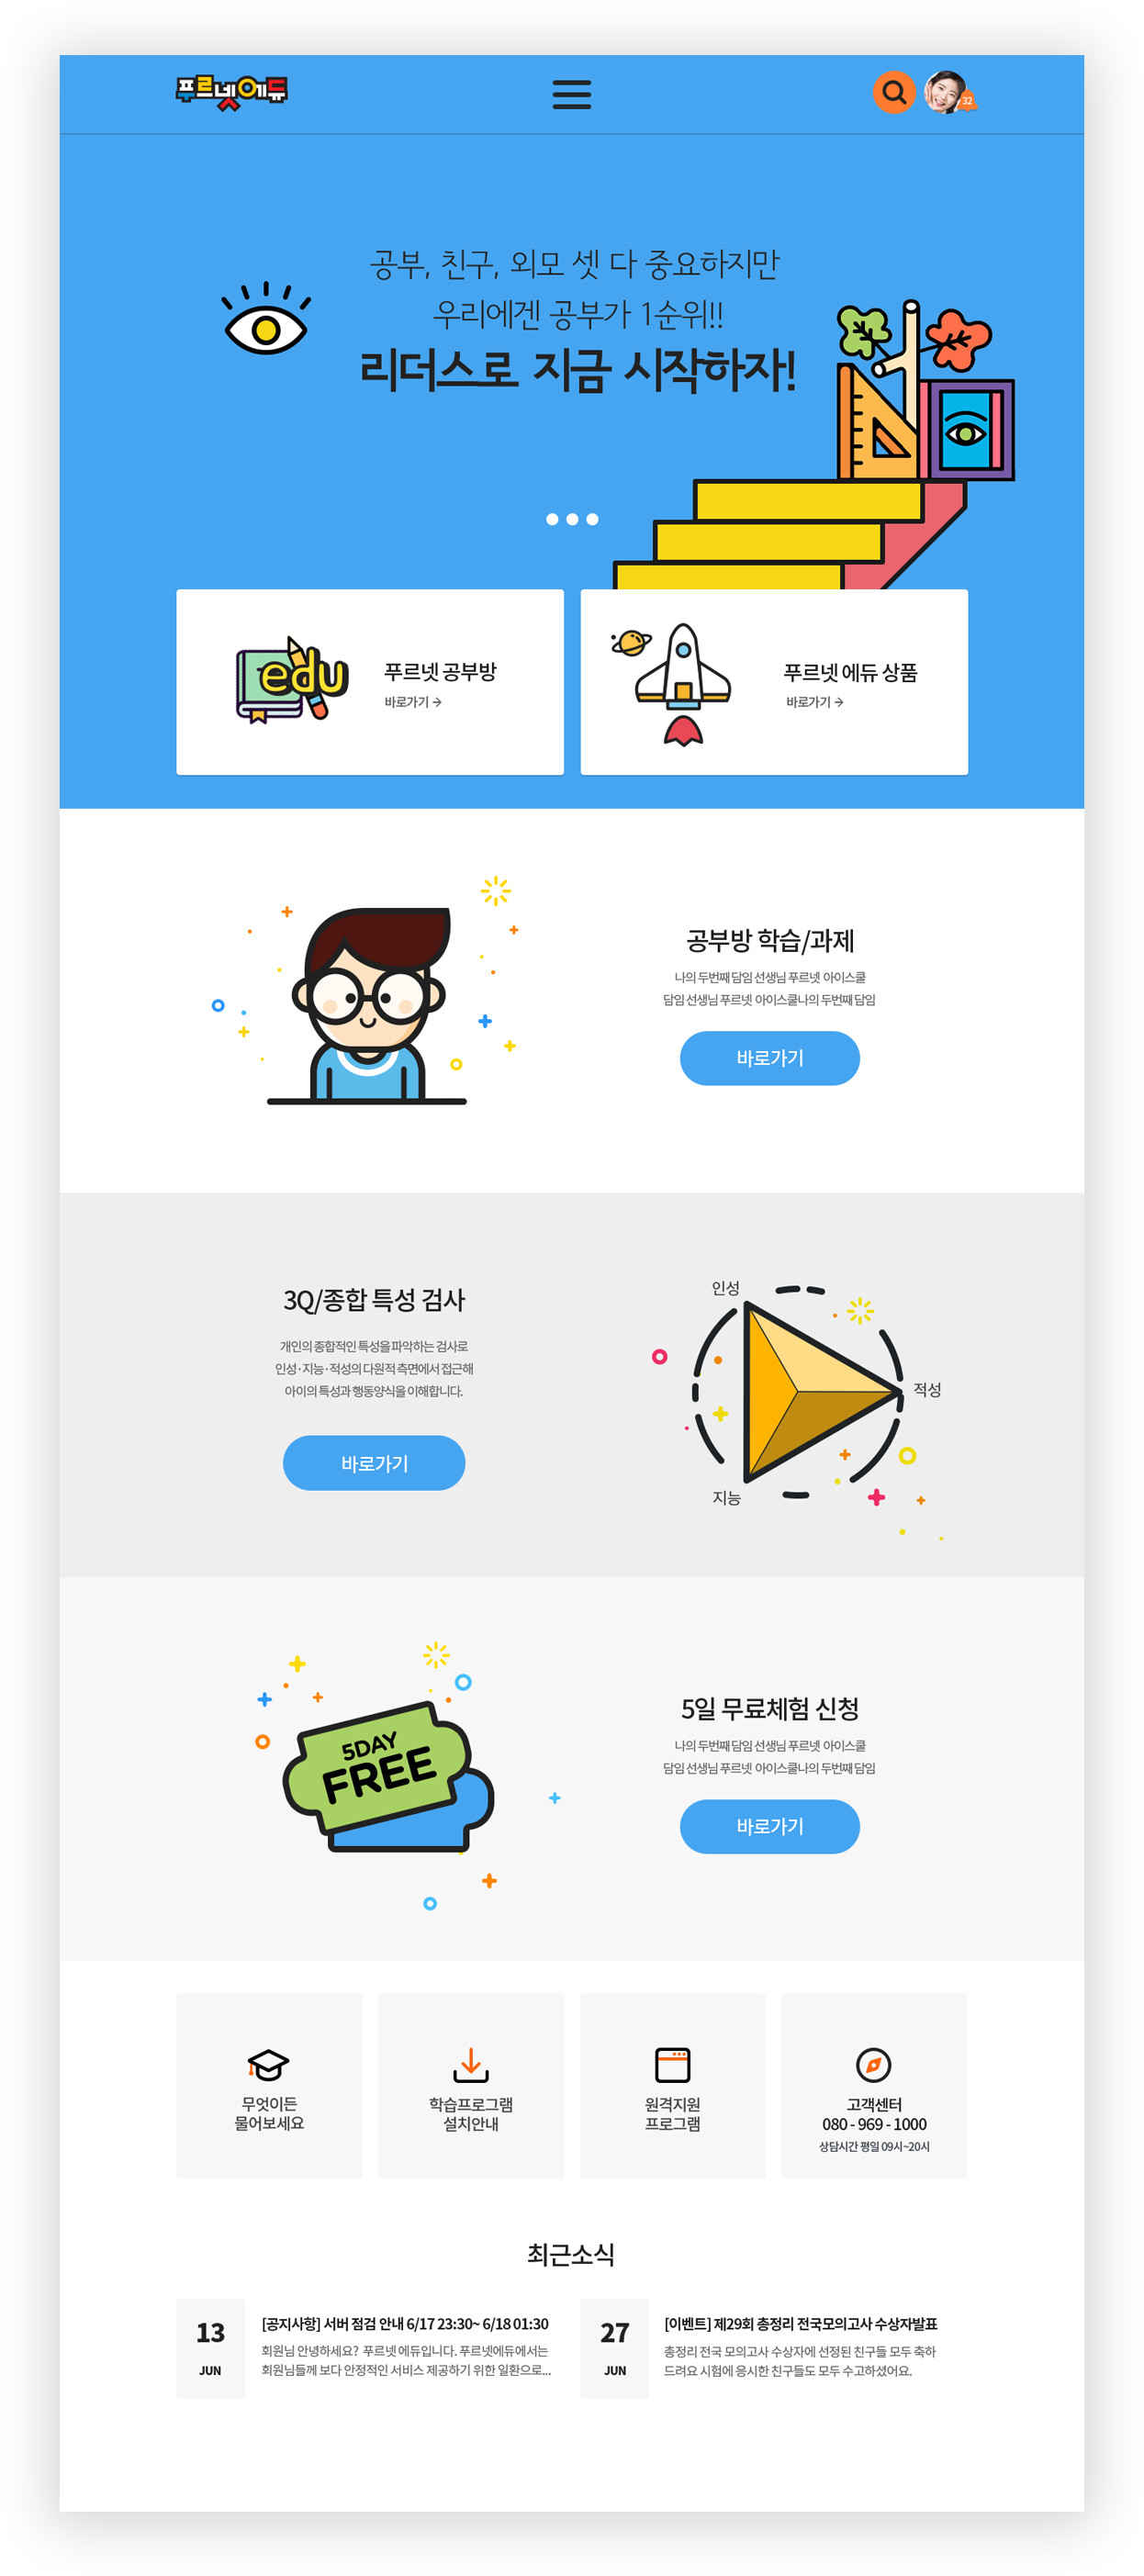 푸르넷에듀
32
공부, 친구, 외모 셋 다 중요하지만
우리에겐 공부가 1순위!!
리더스로 지금 시작하자!
edu
푸르넷 공부방
바로가기 →
푸르넷 에듀 상품
바로가기 →
공부방 학습/과제
나의 두번째 담임 선생님 푸르넷 아이스쿨
담임 선생님 푸르넷 아이스쿨나의 두번째 담임
바로가기
3Q/종합 특성 검사
개인의 종합적인 특성을 파악하는 검사로
인성·지능·적성의 다원적 측면에서 접근해
아이의 특성과 행동양식을 이해합니다.
바로가기
인성
적성
지능
5DAY
FREE
5일 무료체험 신청
나의 두번째 담임 선생님 푸르넷 아이스쿨
담임 선생님 푸르넷 아이스쿨나의 두번째 담임
바로가기
무엇이든
물어보세요
학습프로그램
설치안내
원격지원
프로그램
고객센터
080 - 969 - 1000
상담시간 평일 09시~20시
최근소식
13
JUN
[공지사항] 서버 점검 안내 6/17 23:30~ 6/18 01:30
회원님 안녕하세요? 푸르넷 에듀입니다. 푸르넷에듀에서는
회원님들께 보다 안정적인 서비스 제공하기 위한 일환으로...
27
JUN
[이벤트] 제29회 총정리 전국모의고사 수상자발표
총정리 전국 모의고사 수상자에 선정된 친구들 모두 축하
드려요 시험에 응시한 친구들도 모두 수고하셨어요.